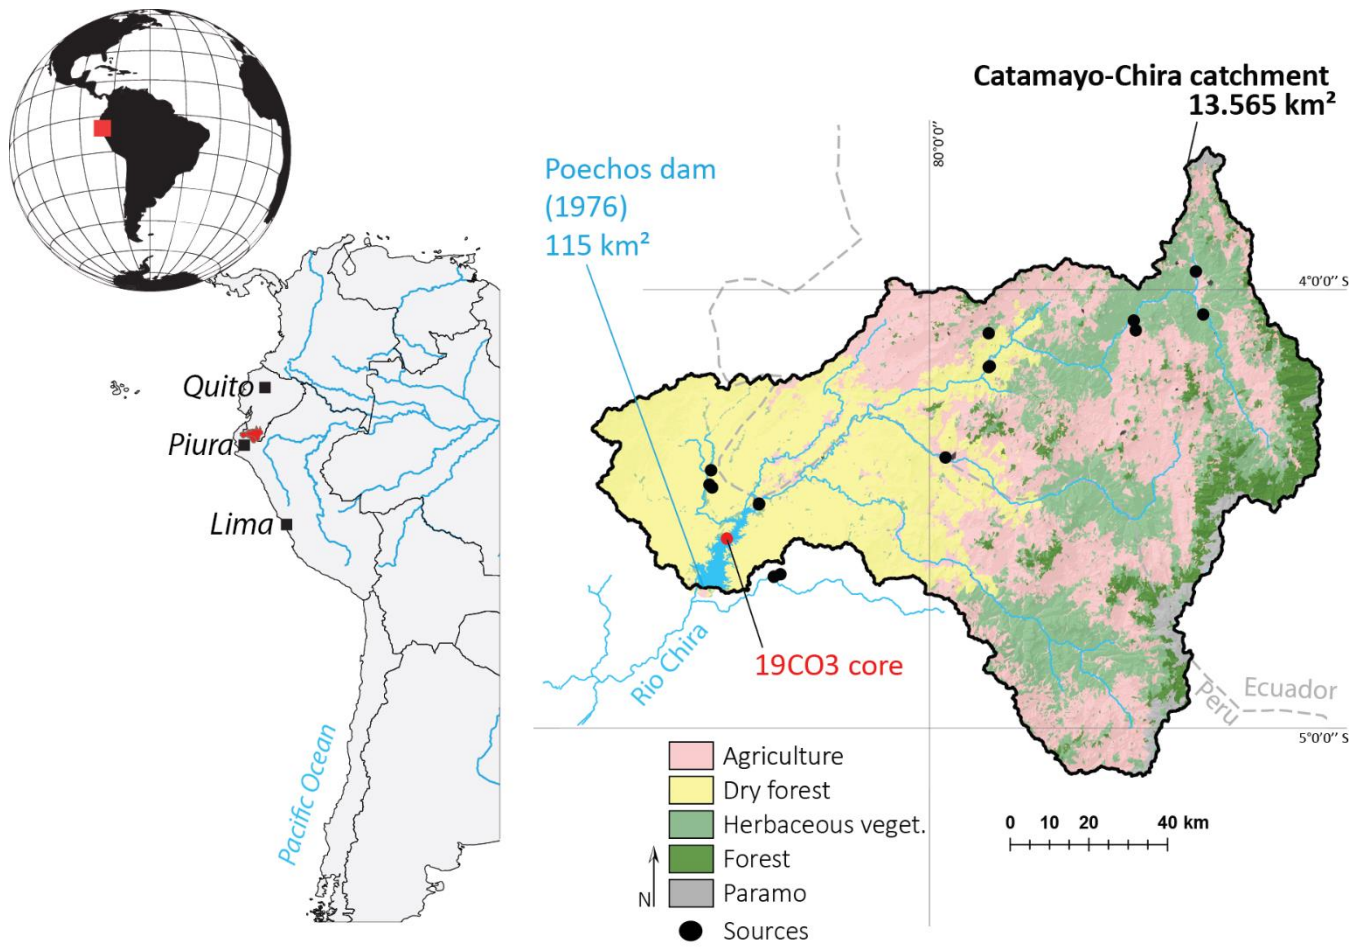 Catamayo-Chira catchment
13.565 km²
80°0'0''
Poechos dam
(1976)
115 km²
4°0'0'' S
Quito
Piura
Lima
Pacific Ocean
Rio Chira
19CO3 core
Ecuador
Peru
5°0'0'' S
Agriculture
Dry forest
Herbaceous veget.
Forest
Paramo
Sources
N
0 10 20 40 km